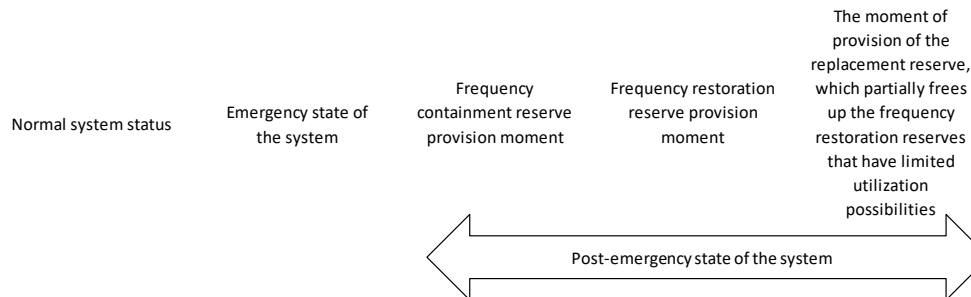 Normal system status
Emergency state of
the system
Frequency
containment reserve
provision moment
Frequency restoration
reserve provision
moment
The moment of
provision of the
replacement reserve,
which partially frees
up the frequency
restoration reserves
that have limited
utilization
possibilities
Post-emergency state of the system